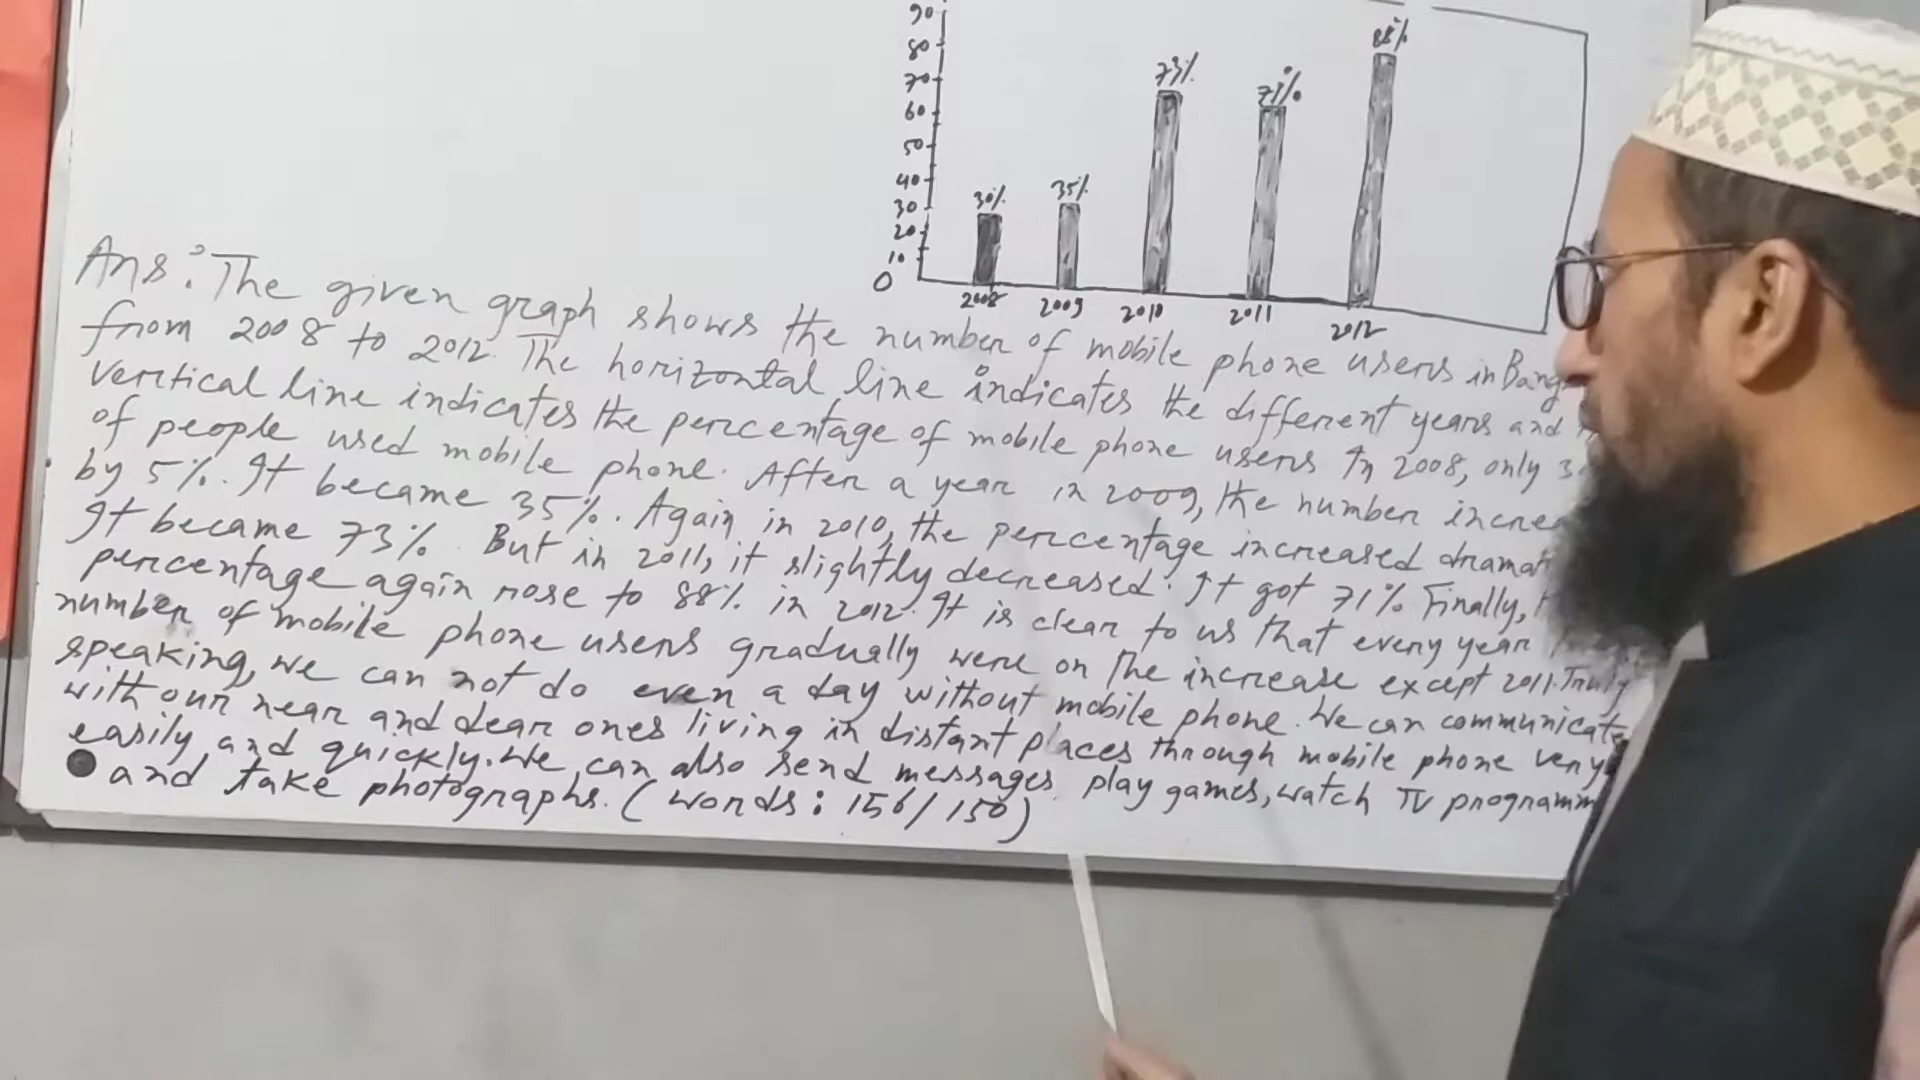 90
80
70
60
50
40
30
20
10
0
30%
35%
73%
71%
88%
2008
2009
2010
2011
2012
Ans: The given graph shows the number of mobile phone users in Bang
from 2008 to 2012. The horizontal line indicates the different years and
vertical line indicates the percentage of mobile phone users. In 2008, only
of people used mobile phone. After a year in 2009, the number incre
by 5%. It became 35%. Again in 2010, the percentage increased dramat
It became 73%. But in 2011, it slightly decreased. It got 71%. Finally,
percentage again rose to 88% in 2012. It is clear to us that every year
number of mobile phone users gradually were on the increase except 2011. Truly
speaking, we can not do even a day without mobile phone. We can communicate
with our near and dear ones living in distant places through mobile phone very
easily and quickly. We can also send messages, play games, watch TV programm
and take photographs. (words: 156/150)